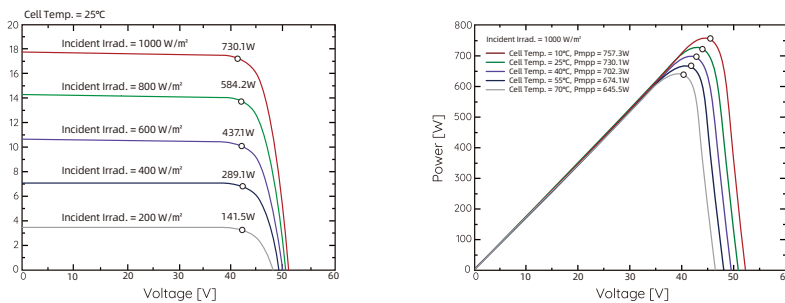 Cell Temp. = 25℃
20
18
16
14
12
10
8
6
4
2
0
Incident Irrad. = 1000 W/m²
730.1W
Incident Irrad. = 800 W/m²
584.2W
Incident Irrad. = 600 W/m²
437.1W
Incident Irrad. = 400 W/m²
289.1W
Incident Irrad. = 200 W/m²
141.5W
0 10 20 30 40 50 60
Voltage [V]
Power [W]
800
700
600
500
400
300
200
100
0
Incident Irrad. = 1000 W/m²
Cell Temp. = 10℃, Pmpp = 757.3W
Cell Temp. = 25℃, Pmpp = 730.1W
Cell Temp. = 40℃, Pmpp = 702.3W
Cell Temp. = 55℃, Pmpp = 674.1W
Cell Temp. = 70℃, Pmpp = 645.5W
0 10 20 30 40 50 60
Voltage [V]